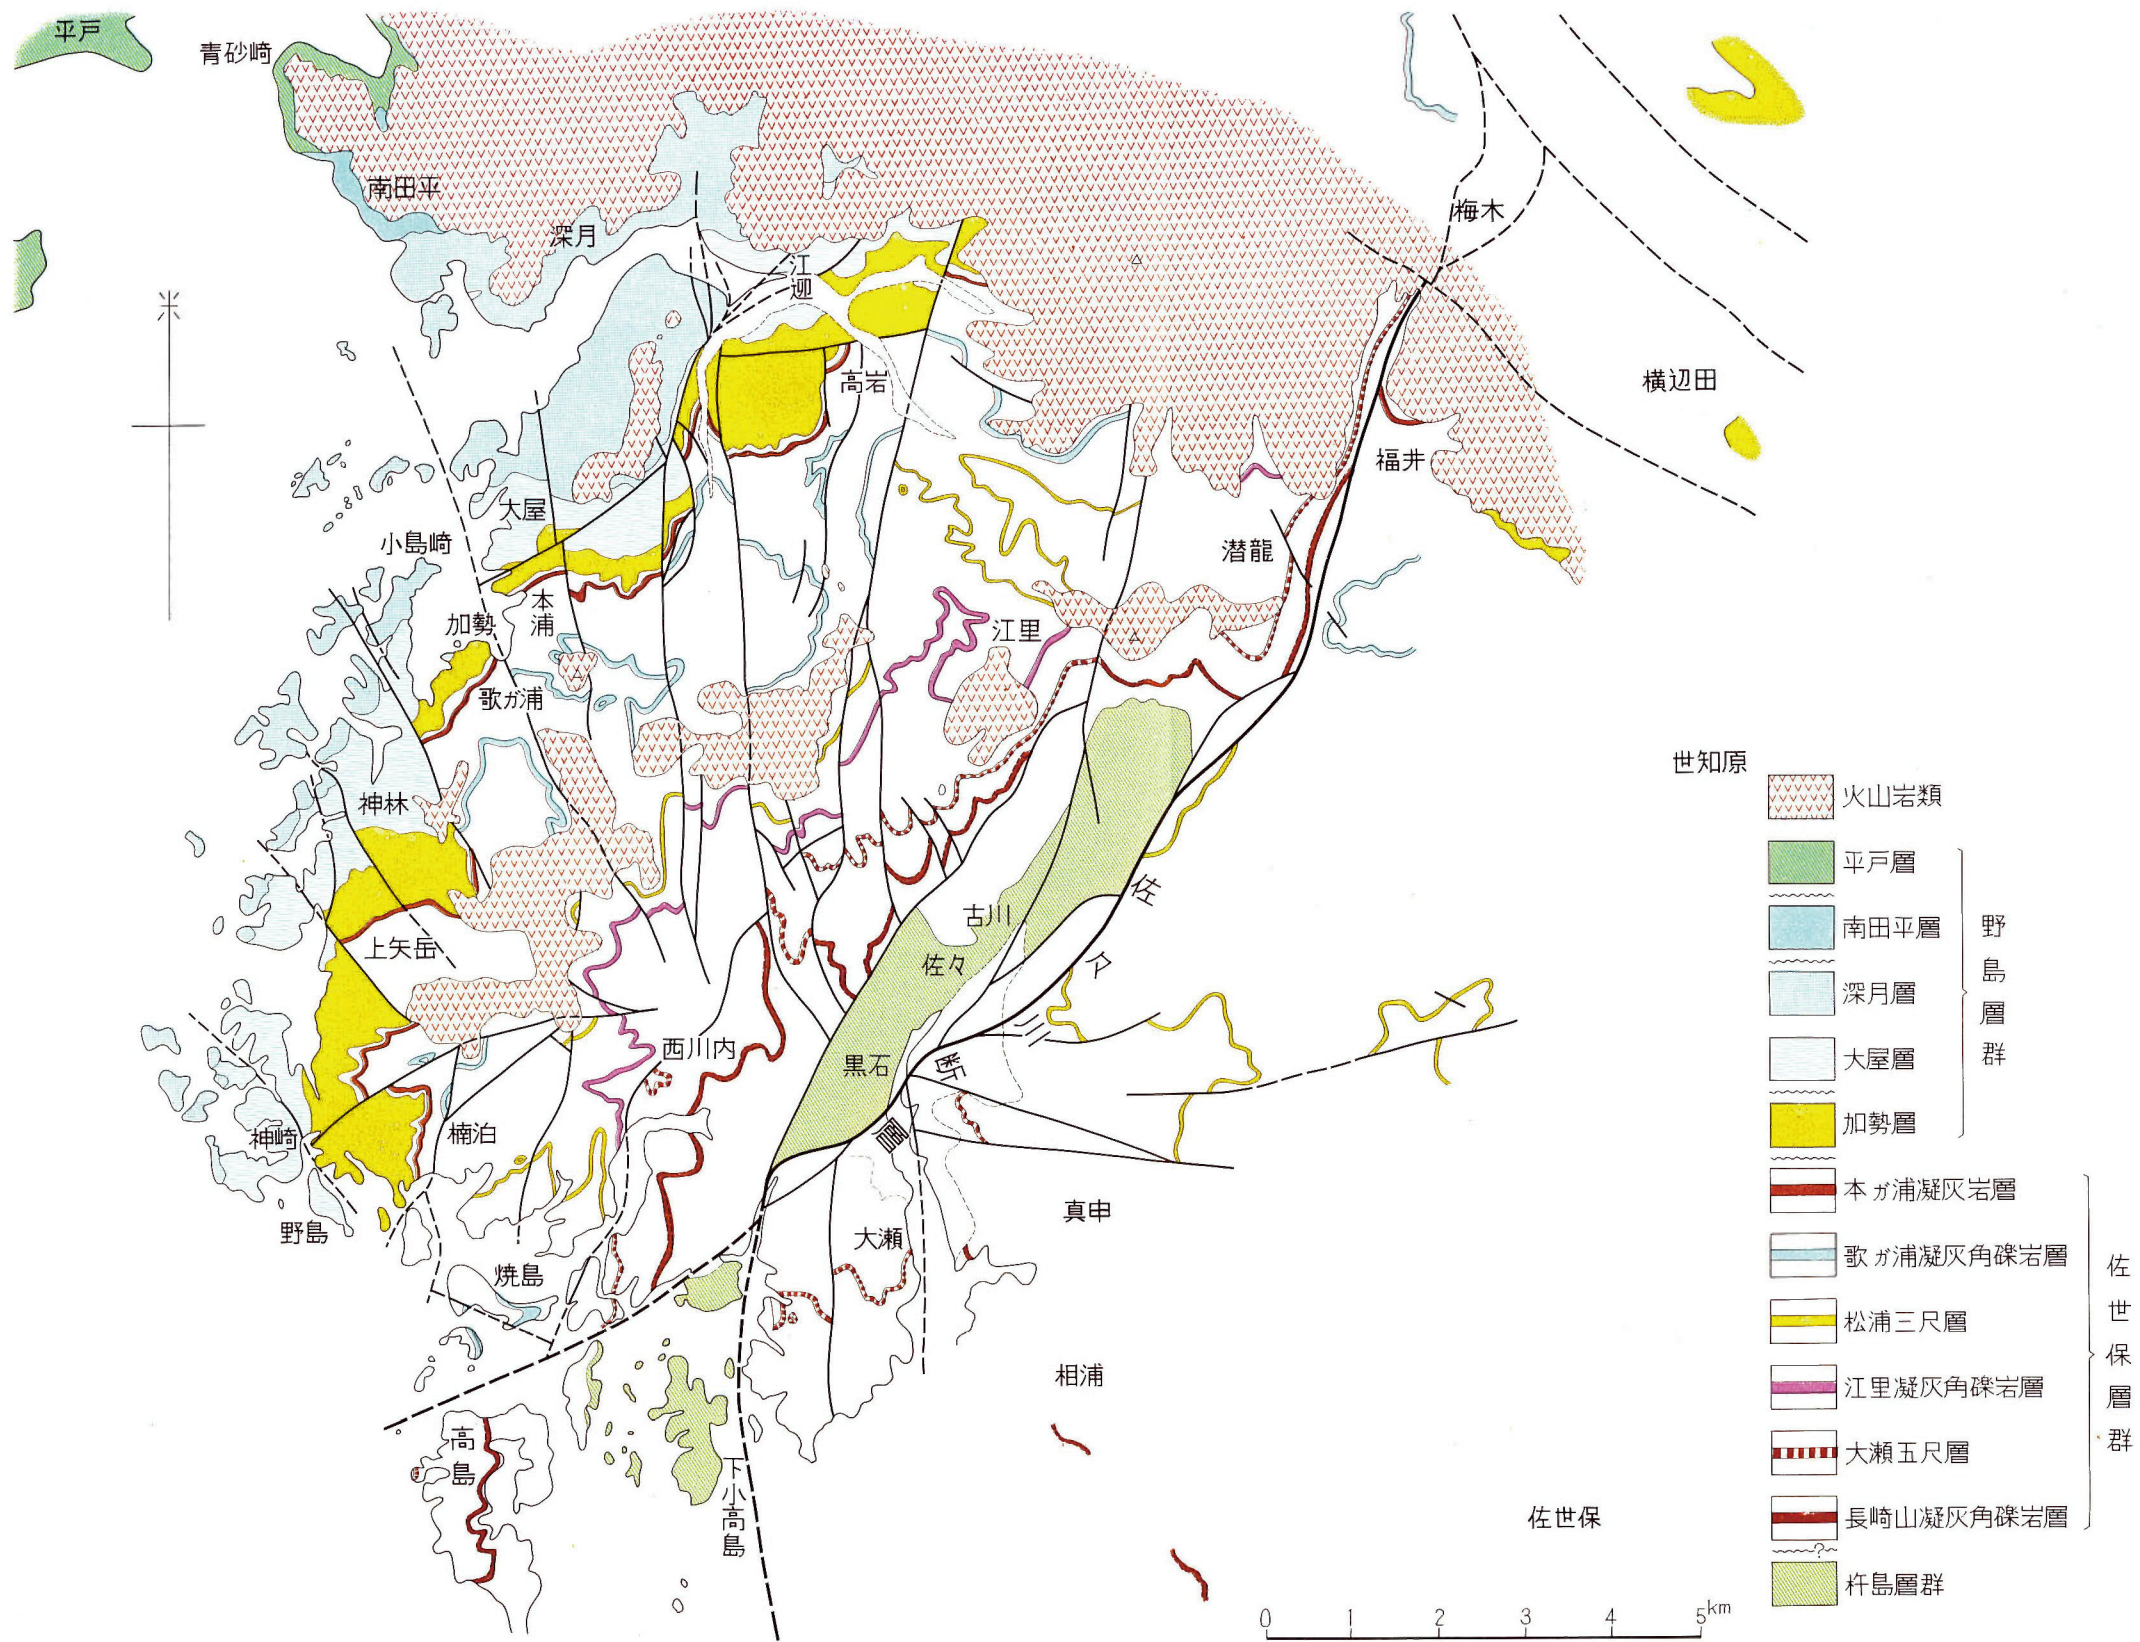 平戸
青砂崎
南田平
深月
江迎
梅木
高岩
横辺田
福井
大屋
小島崎
潜龍
本浦
加勢
江里
歌ガ浦
世知原
神林
古川
上矢岳
佐々
佐々断層
西川内
黒石
神崎
楠泊
野島
真申
大瀬
焼島
相浦
高島
下小高島
佐世保
火山岩類
平戸層
南田平層
深月層
大屋層
加勢層
野島層群
本ガ浦凝灰岩層
歌ガ浦凝灰角礫岩層
松浦三尺層
江里凝灰角礫岩層
大瀬五尺層
長崎山凝灰角礫岩層
佐世保層群
?
杵島層群
0 1 2 3 4 5km